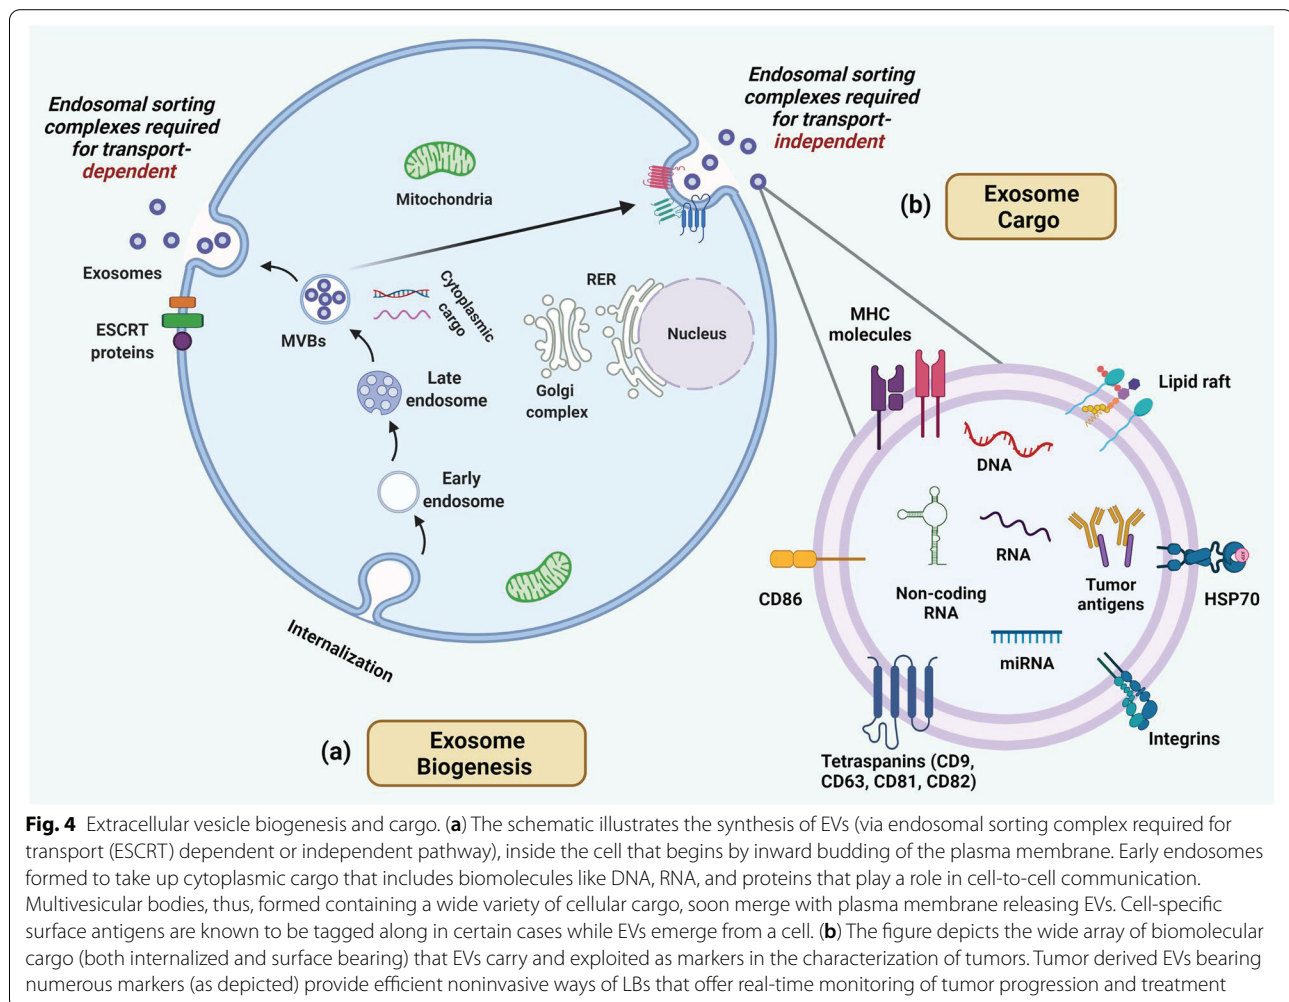 Endosomal sorting
complexes required
for transport-
dependent
Endosomal sorting
complexes required
for transport-
independent
Mitochondria
(b)
Exosome
Cargo
Exosomes
ESCRT
proteins
MVBs
Cytoplasmic
cargo
RER
Nucleus
Golgi
complex
Late
endosome
Early
endosome
Internalization
(a)
Exosome
Biogenesis
MHC
molecules
Lipid raft
DNA
RNA
Non-coding
RNA
Tumor
antigens
miRNA
CD86
HSP70
Integrins
Tetraspanins (CD9,
CD63, CD81, CD82)
Fig. 4 Extracellular vesicle biogenesis and cargo. (a) The schematic illustrates the synthesis of EVs (via endosomal sorting complex required for
transport (ESCRT) dependent or independent pathway), inside the cell that begins by inward budding of the plasma membrane. Early endosomes
formed to take up cytoplasmic cargo that includes biomolecules like DNA, RNA, and proteins that play a role in cell-to-cell communication.
Multivesicular bodies, thus, formed containing a wide variety of cellular cargo, soon merge with plasma membrane releasing EVs. Cell-specific
surface antigens are known to be tagged along in certain cases while EVs emerge from a cell. (b) The figure depicts the wide array of biomolecular
cargo (both internalized and surface bearing) that EVs carry and exploited as markers in the characterization of tumors. Tumor derived EVs bearing
numerous markers (as depicted) provide efficient noninvasive ways of LBs that offer real-time monitoring of tumor progression and treatment